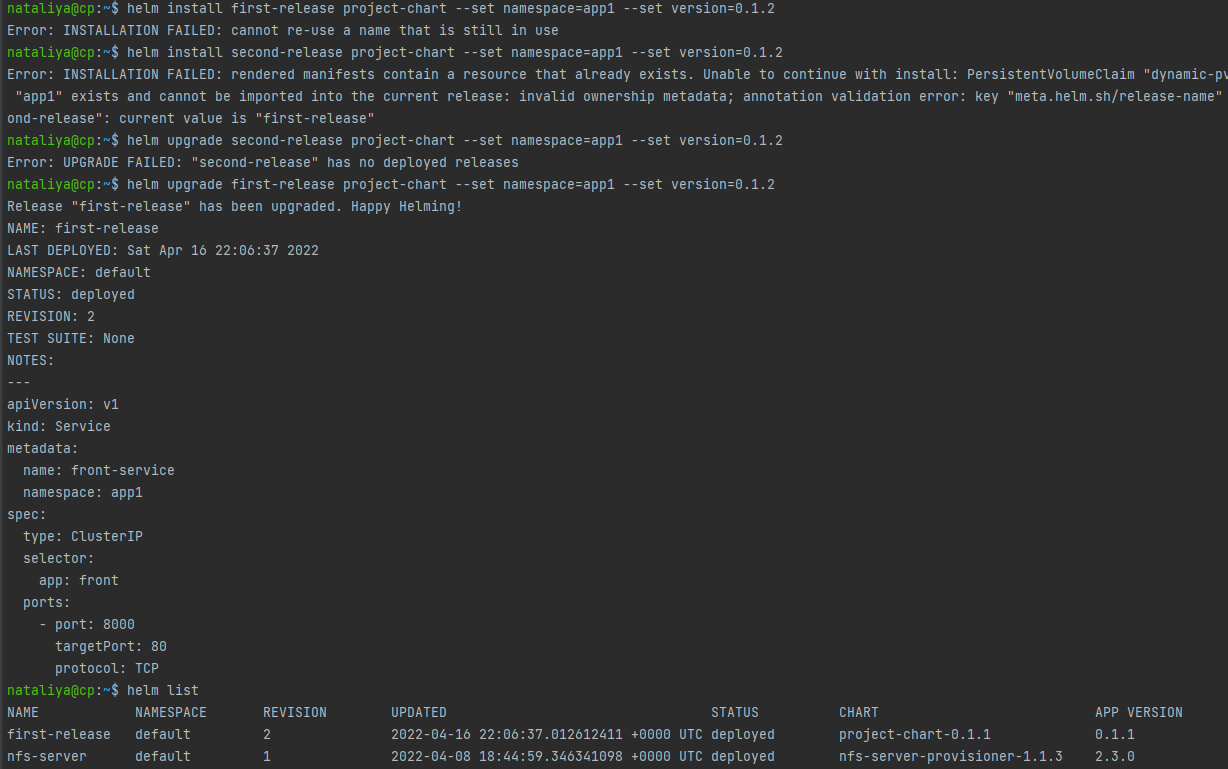 nataliya@cp:~$ helm install first-release project-chart --set namespace=app1 --set version=0.1.2
Error: INSTALLATION FAILED: cannot re-use a name that is still in use
nataliya@cp:~$ helm install second-release project-chart --set namespace=app1 --set version=0.1.2
Error: INSTALLATION FAILED: rendered manifests contain a resource that already exists. Unable to continue with install: PersistentVolumeClaim "dynamic-pv
"app1" exists and cannot be imported into the current release: invalid ownership metadata; annotation validation error: key "meta.helm.sh/release-name"
ond-release": current value is "first-release"
nataliya@cp:~$ helm upgrade second-release project-chart --set namespace=app1 --set version=0.1.2
Error: UPGRADE FAILED: "second-release" has no deployed releases
nataliya@cp:~$ helm upgrade first-release project-chart --set namespace=app1 --set version=0.1.2
Release "first-release" has been upgraded. Happy Helming!
NAME: first-release
LAST DEPLOYED: Sat Apr 16 22:06:37 2022
NAMESPACE: default
STATUS: deployed
REVISION: 2
TEST SUITE: None
NOTES:
---
apiVersion: v1
kind: Service
metadata:
  name: front-service
  namespace: app1
spec:
  type: ClusterIP
  selector:
    app: front
  ports:
    - port: 8000
      targetPort: 80
      protocol: TCP
nataliya@cp:~$ helm list
NAME            NAMESPACE       REVISION        UPDATED                                 STATUS          CHART                           APP VERSION
first-release   default         2               2022-04-16 22:06:37.012612411 +0000 UTC deployed        project-chart-0.1.1             0.1.1
nfs-server      default         1               2022-04-08 18:44:59.346341098 +0000 UTC deployed        nfs-server-provisioner-1.1.3    2.3.0